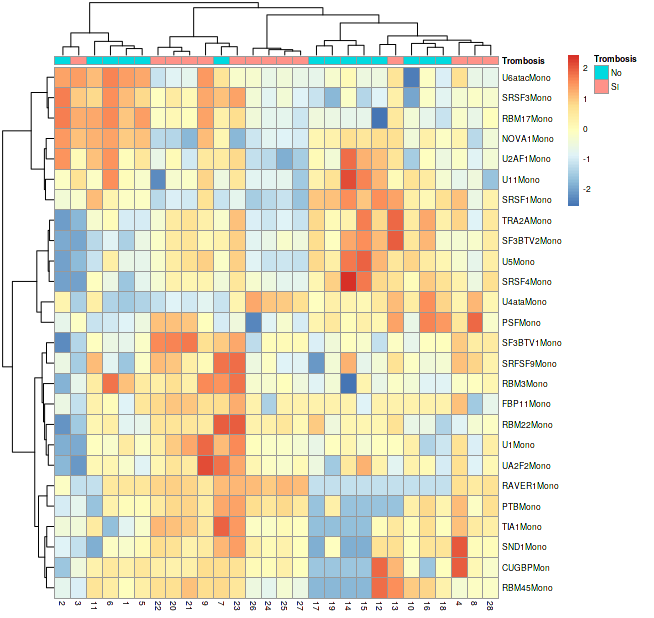 Trombosis
U6atacMono
SRSF3Mono
RBM17Mono
NOVA1Mono
U2AF1Mono
U11Mono
SRSF1Mono
TRA2AMono
SF3BTV2Mono
U5Mono
SRSF4Mono
U4ataMono
PSFMono
SF3BTV1Mono
SRFSF9Mono
RBM3Mono
FBP11Mono
RBM22Mono
U1Mono
UA2F2Mono
RAVER1Mono
PTBMono
TIA1Mono
SND1Mono
CUGBPMon
RBM45Mono
2 3 11 6 1 5 22 20 21 9 7 23 26 24 25 27 17 19 14 15 12 13 10 16 18 4 8 28
2
1
0
-1
-2
Trombosis
No
SI